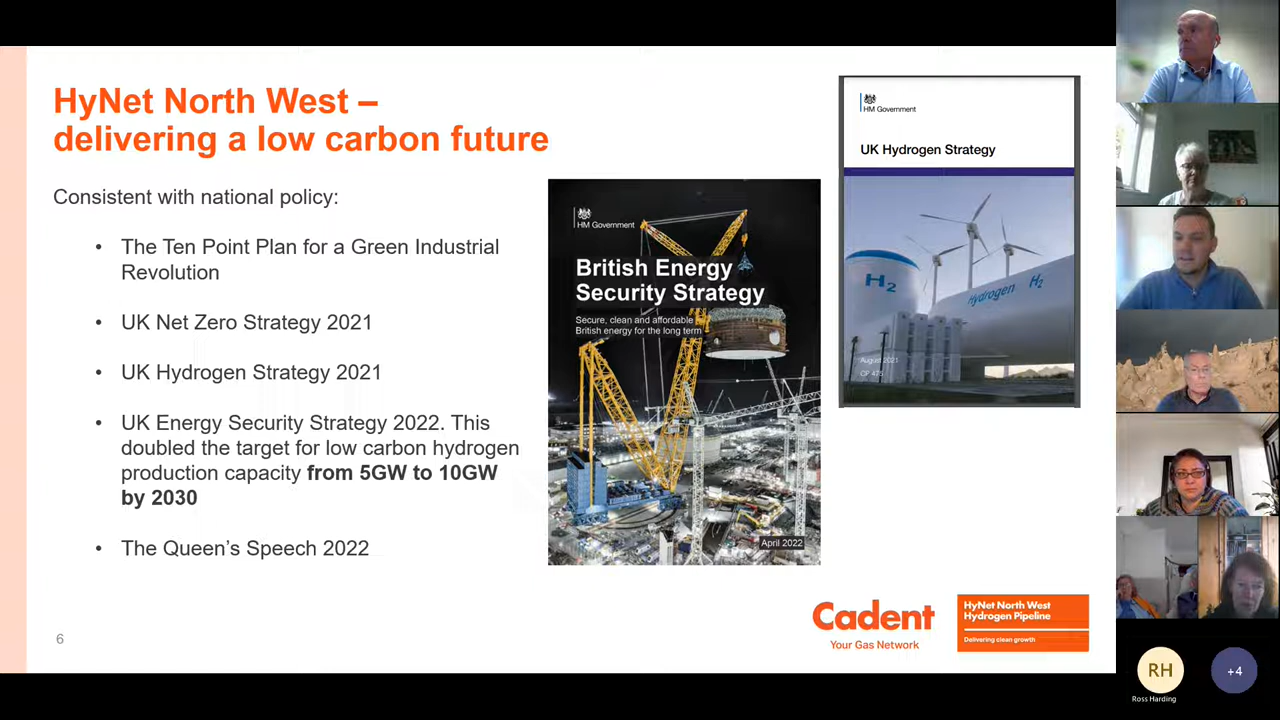 HyNet North West –
delivering a low carbon future
Consistent with national policy:
• The Ten Point Plan for a Green Industrial
Revolution
• UK Net Zero Strategy 2021
• UK Hydrogen Strategy 2021
• UK Energy Security Strategy 2022. This
doubled the target for low carbon hydrogen
production capacity from 5GW to 10GW
by 2030
• The Queen’s Speech 2022
6
HM Government
British Energy
Security Strategy
Secure, clean and affordable
British energy for the long term
April 2022
HM Government
UK Hydrogen Strategy
H2
Hydrogen H2
August 2021
CP 475
Cadent
Your Gas Network
HyNet North West
Hydrogen Pipeline
Delivering clean growth
RH
Ross Harding
+4